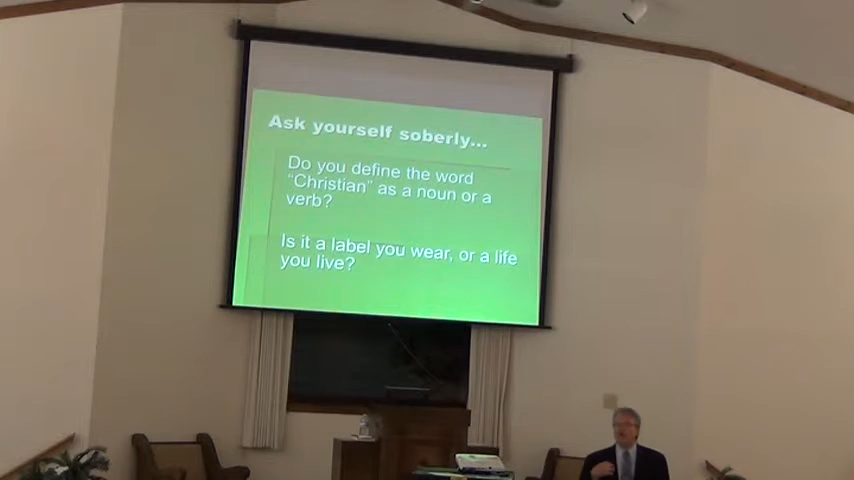 Ask yourself soberly...
Do you define the word
"Christian" as a noun or a
verb?
Is it a label you wear, or a life
you live?